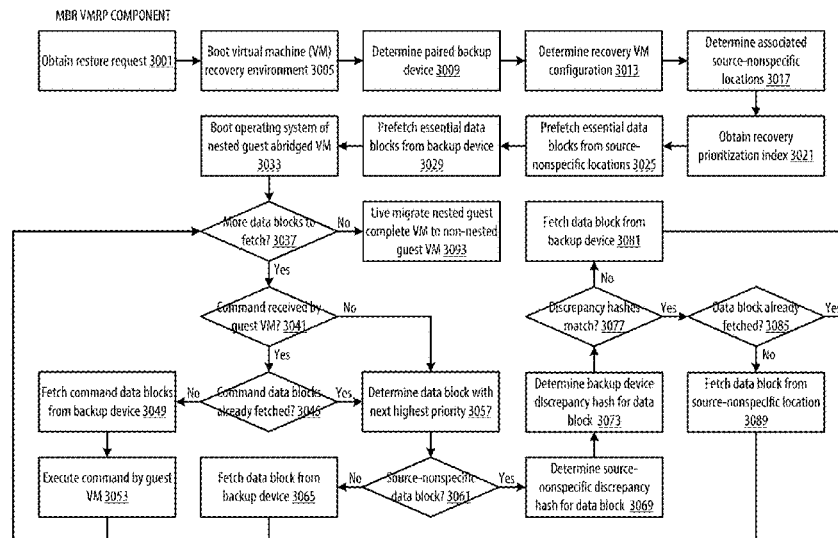 MBR VMRP COMPONENT
Obtain restore request 3001
Boot virtual machine (VM)
recovery environment 3005
Determine paired backup
device 3009
Determine recovery VM
configuration 3013
Determine associated
source-nonspecific
locations 3017
Boot operating system of
nested guest abridged VM
3033
Prefetch essential data
blocks from backup device
3029
Prefetch essential data
blocks from source-
nonspecific locations 3025
Obtain recovery
prioritization index 3021
More data blocks to
fetch? 3037
No
Live migrate nested guest
complete VM to non-nested
guest VM 3093
Fetch data block from
backup device 3081
Yes
No
Command received by
guest VM? 3041
No
Discrepancy hashes
match? 3077
Yes
Data block already
fetched? 3085
Yes
Yes
No
Fetch command data blocks
from backup device 3049
No
Command data blocks
already fetched? 3045
Yes
Determine data block with
next highest priority 3057
Determine backup device
discrepancy hash for data
block 3073
Fetch data block from
source-nonspecific location
3089
Execute command by guest
VM 3053
Fetch data block from
backup device 3065
No
Source-nonspecific
data block? 3061
Yes
Determine source-
nonspecific discrepancy
hash for data block 3069